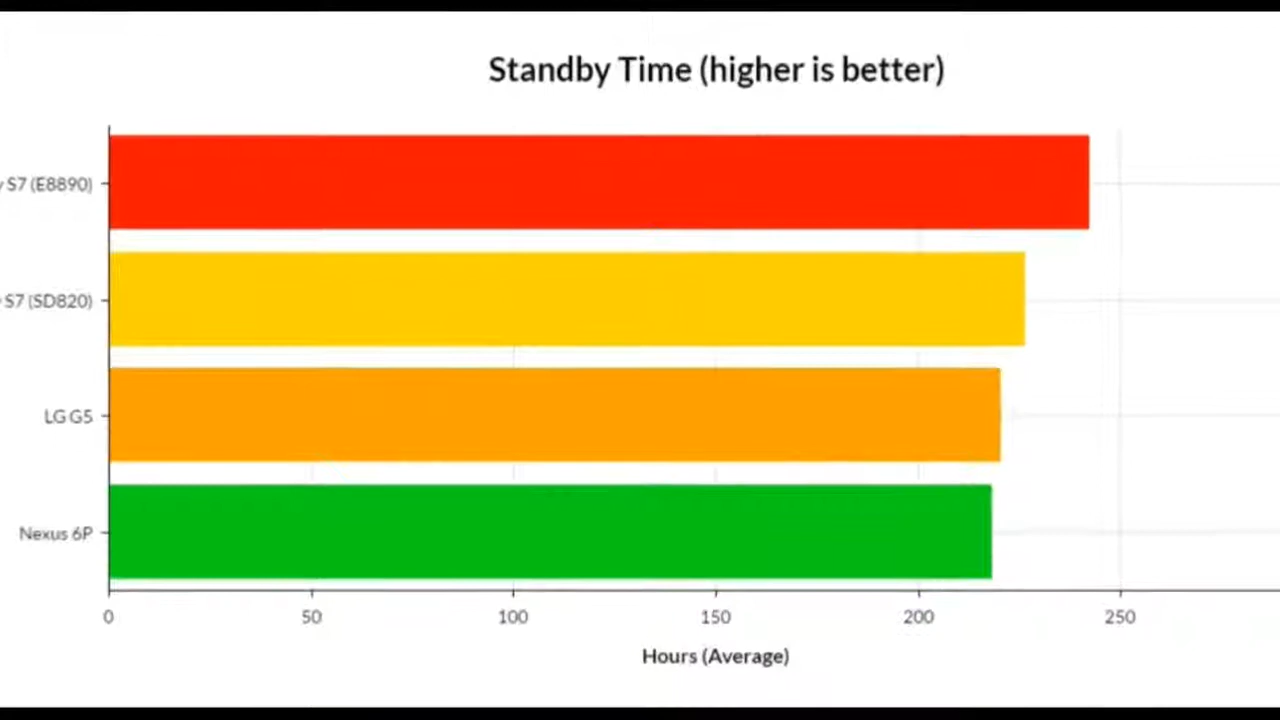 Standby Time (higher is better)
S7 (E8890)
S7 (SD820)
LG G5
Nexus 6P
0 50 100 150 200 250
Hours (Average)